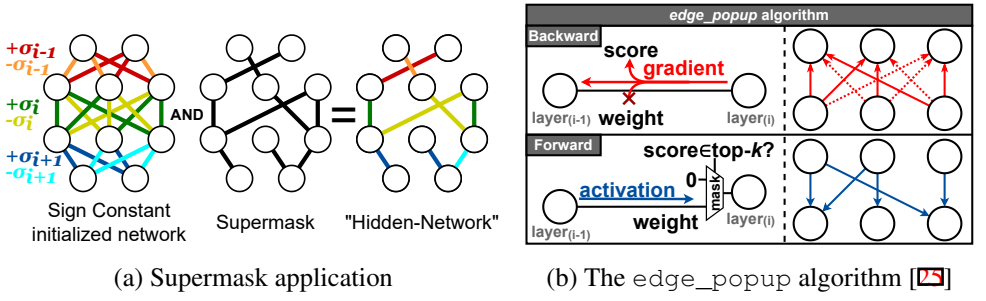 +σi-1
-σi-1
+σi
-σi
+σi+1
-σi+1
AND
=
Sign Constant
initialized network
Supermask
"Hidden-Network"
(a) Supermask application
edge_popup algorithm
Backward
score
gradient
weight
layer(i-1)
layer(i)
Forward
score∈top-k?
0
mask
activation
weight
layer(i-1)
layer(i)
(b) The edge_popup algorithm [25]